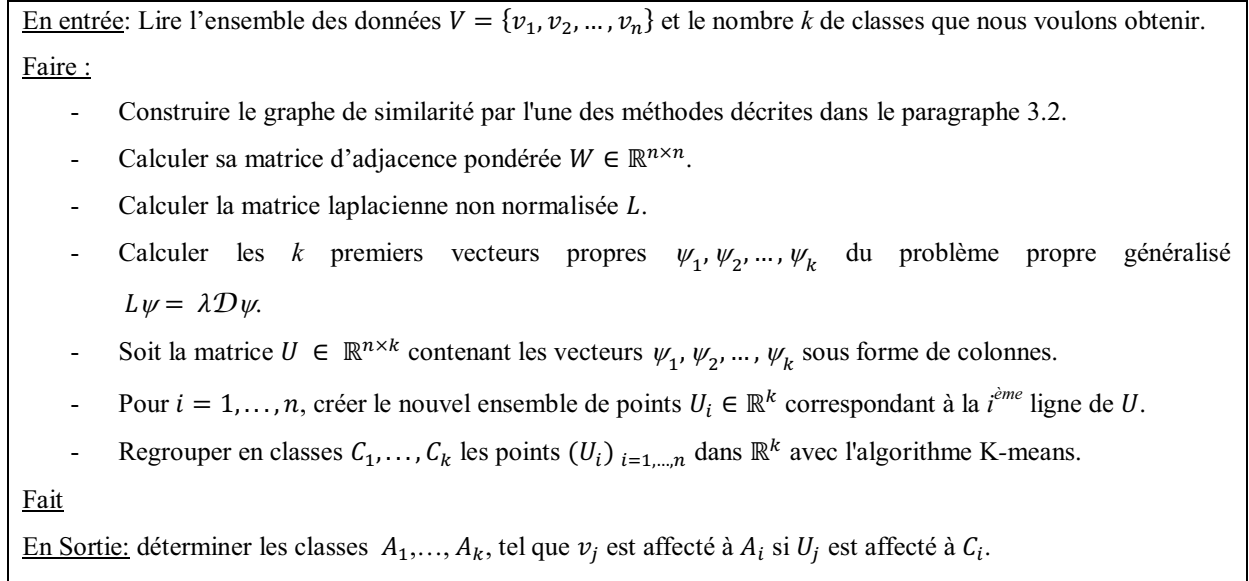 En entrée: Lire l'ensemble des données 𝑉 = {𝑣₁, 𝑣₂, … , 𝑣ₙ} et le nombre k de classes que nous voulons obtenir.
Faire :
- Construire le graphe de similarité par l'une des méthodes décrites dans le paragraphe 3.2.
- Calculer sa matrice d'adjacence pondérée 𝑊 ∈ ℝⁿˣⁿ.
- Calculer la matrice laplacienne non normalisée 𝐿.
- Calculer les k premiers vecteurs propres ψ₁, ψ₂, … , ψₖ du problème propre généralisé
𝐿ψ = 𝜆𝒟ψ.
- Soit la matrice 𝑈 ∈ ℝⁿˣᵏ contenant les vecteurs ψ₁, ψ₂, … , ψₖ sous forme de colonnes.
- Pour 𝑖 = 1, . . . , 𝑛, créer le nouvel ensemble de points 𝑈ᵢ ∈ ℝᵏ correspondant à la 𝑖ᵉ̀ᵐᵉ ligne de 𝑈.
- Regrouper en classes 𝐶₁, . . . , 𝐶ₖ les points (𝑈ᵢ) ᵢ₌₁,…,ₙ dans ℝᵏ avec l'algorithme K-means.
Fait
En Sortie: déterminer les classes 𝐴₁,…, 𝐴ₖ, tel que 𝑣ⱼ est affecté à 𝐴ᵢ si 𝑈ⱼ est affecté à 𝐶ᵢ.